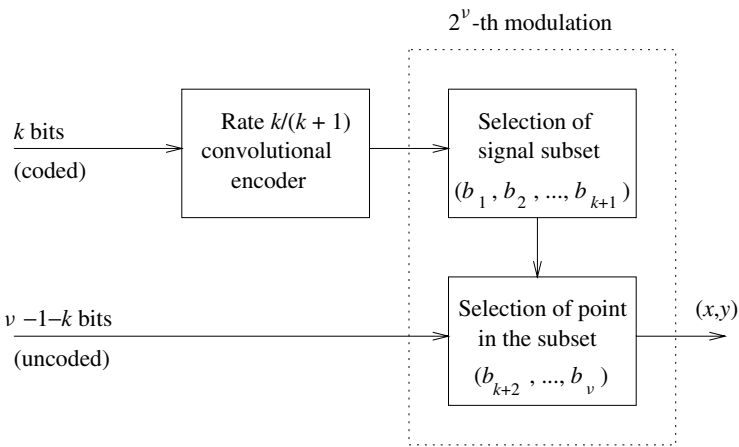 2^ν-th modulation
Rate k/(k + 1)
convolutional
encoder
Selection of
signal subset
(b_1, b_2, ..., b_{k+1})
k bits
(coded)
ν −1−k bits
(uncoded)
Selection of point
in the subset
(b_{k+2}, ..., b_ν)
(x,y)